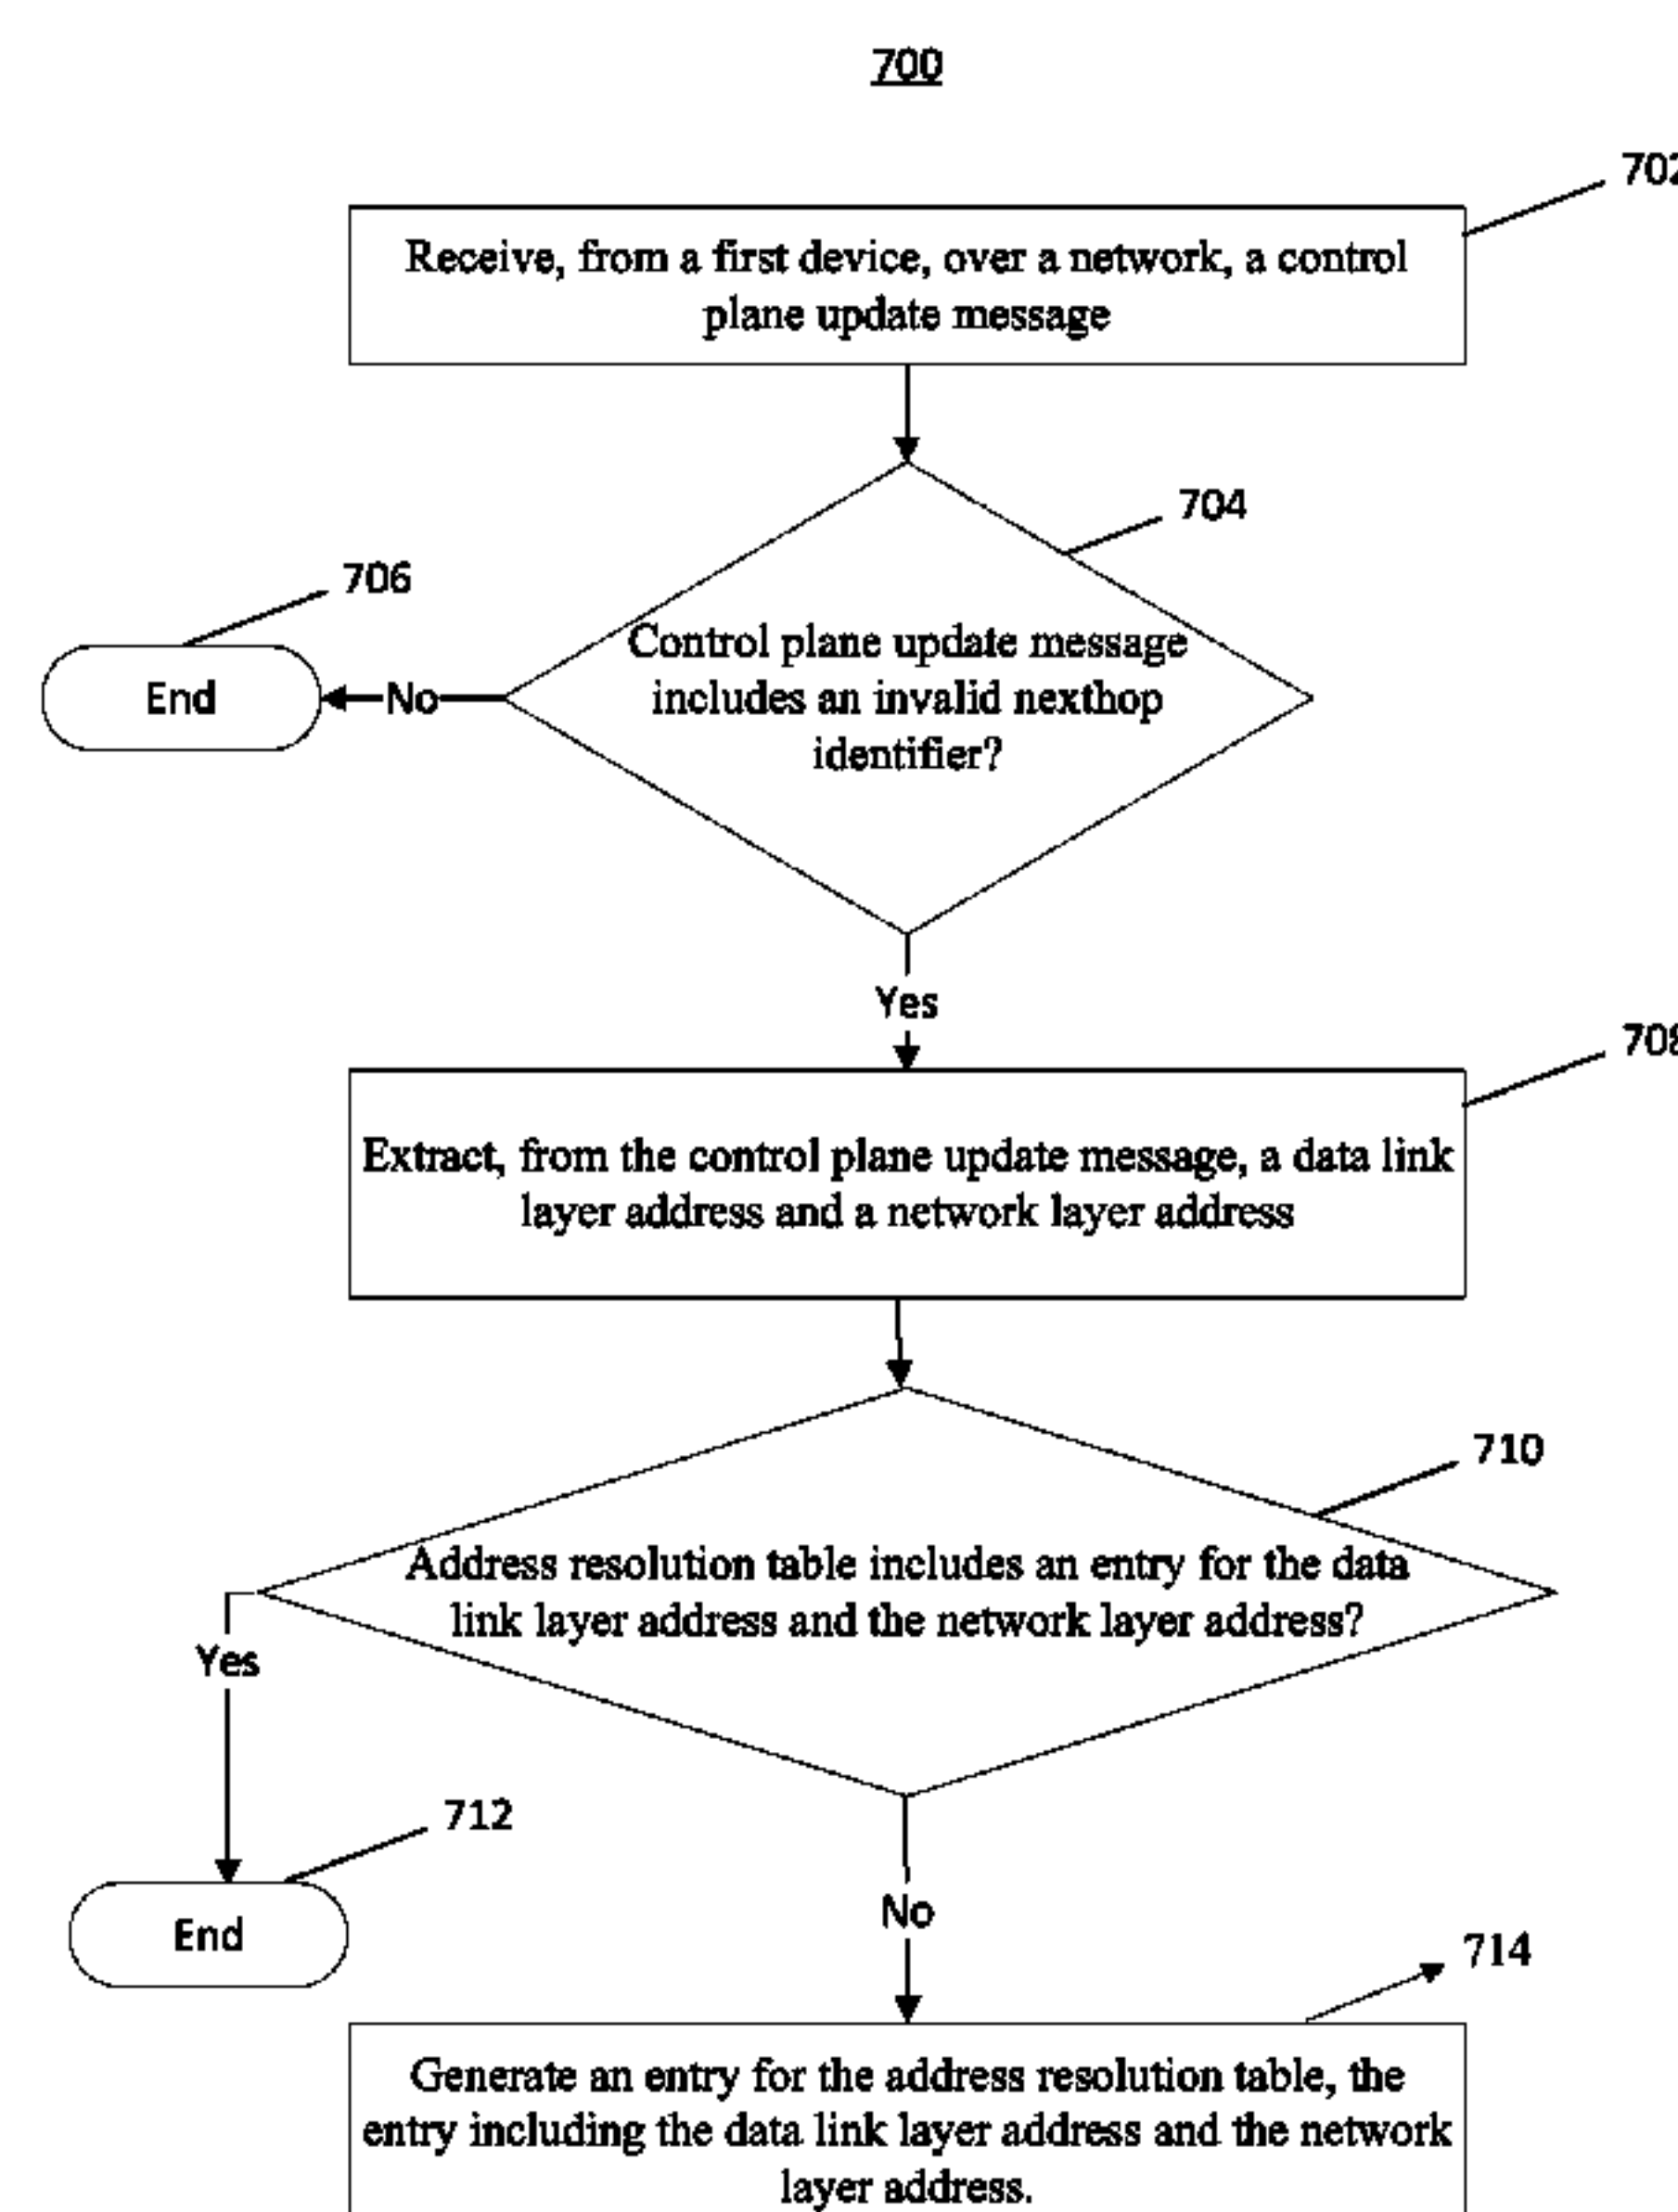 700
702
Receive, from a first device, over a network, a control
plane update message
704
706
Control plane update message
includes an invalid nexthop
identifier?
End
No
Yes
708
Extract, from the control plane update message, a data link
layer address and a network layer address
710
Address resolution table includes an entry for the data
link layer address and the network layer address?
Yes
712
End
No
714
Generate an entry for the address resolution table, the
entry including the data link layer address and the network
layer address.